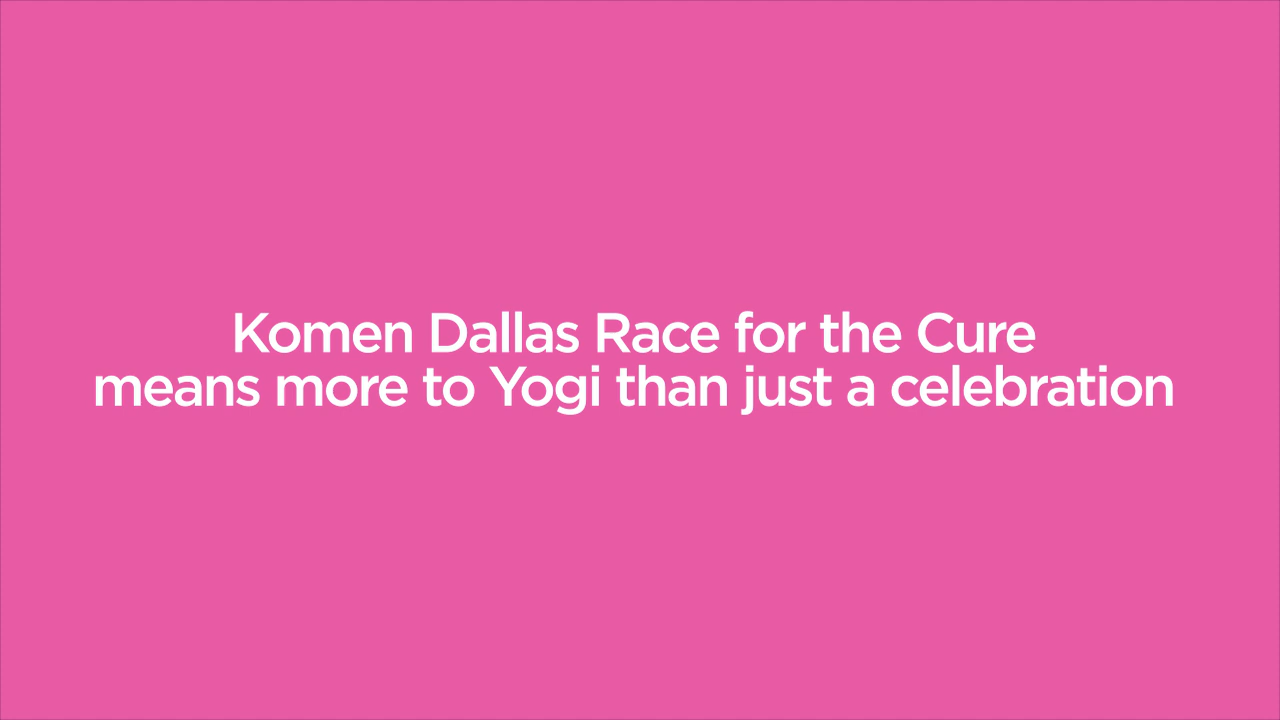 Komen Dallas Race for the Cure
means more to Yogi than just a celebration